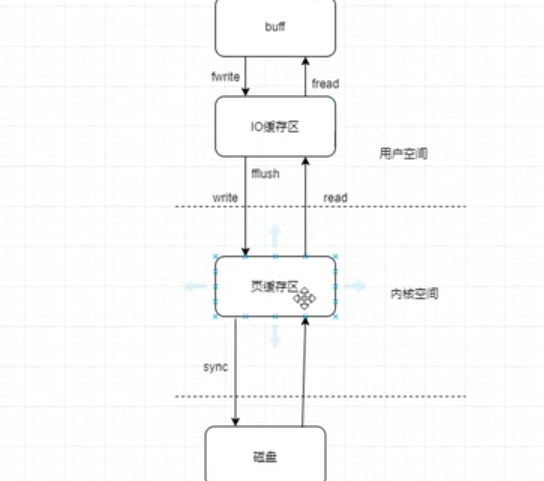 buff
fwrite
fread
IO缓存区
用户空间
fflush
write
read
页缓存区
内核空间
sync
磁盘